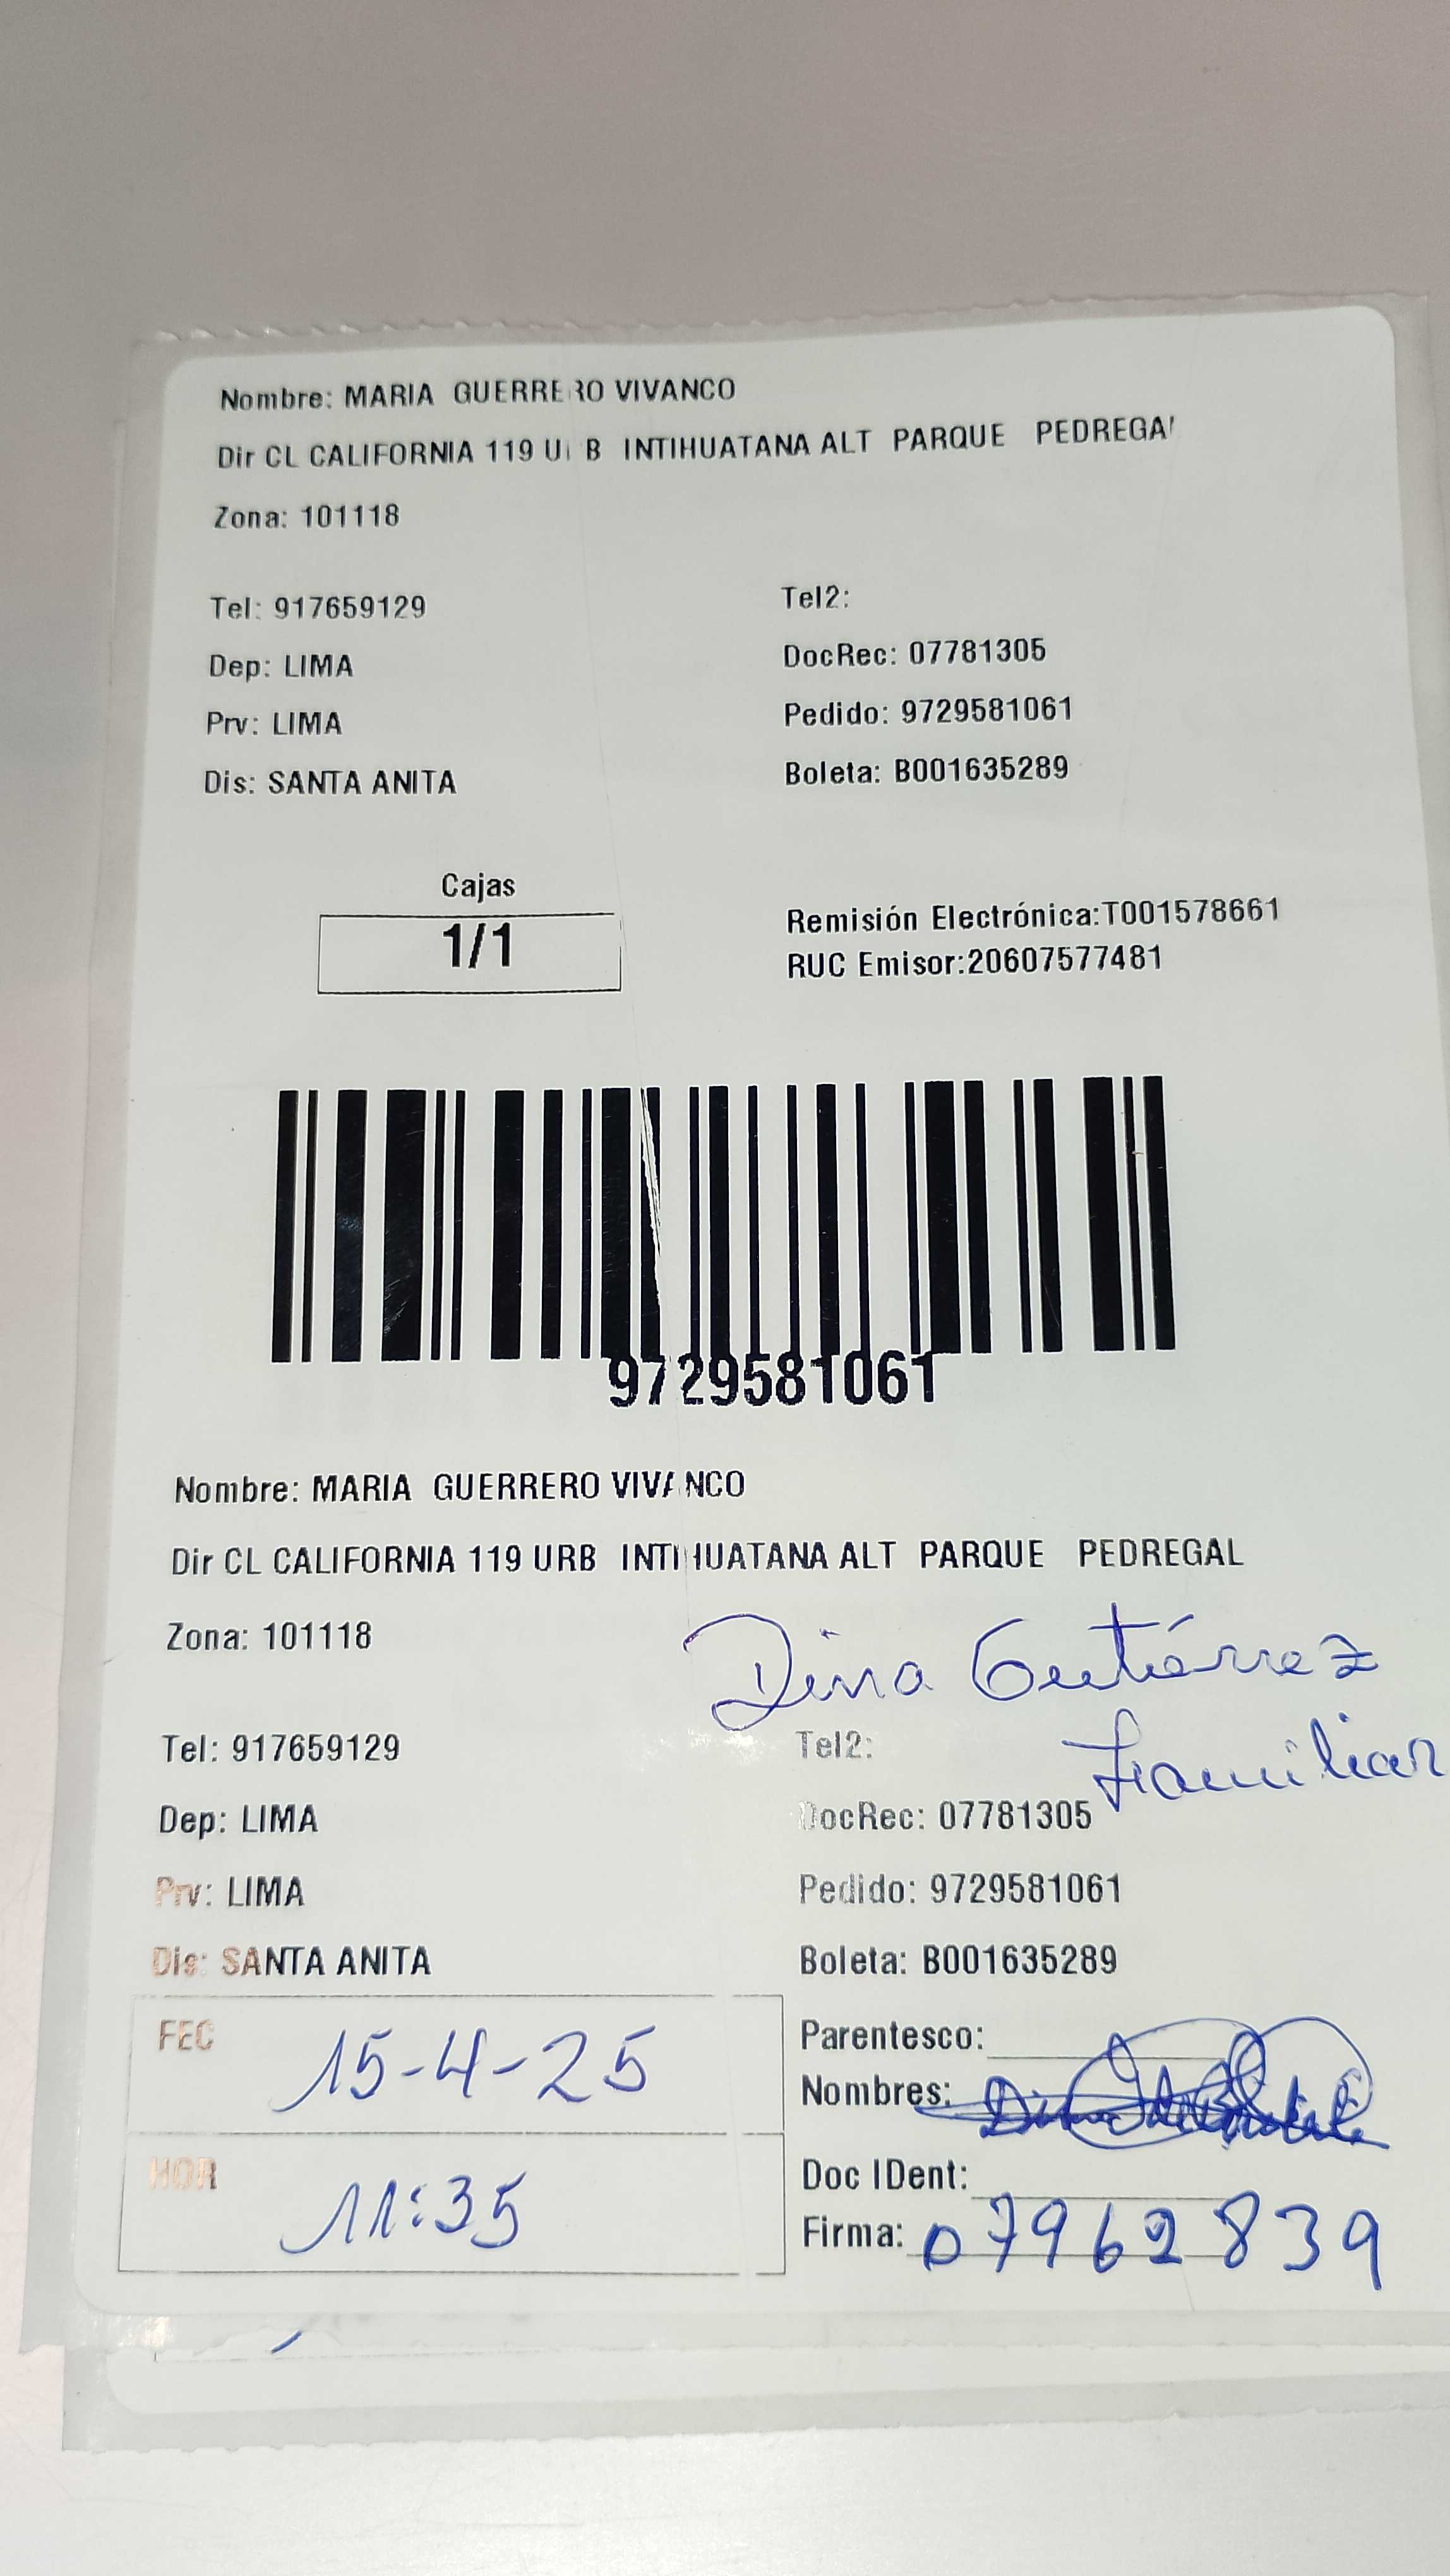 Nombre: MARIA GUERRERO VIVANCO
Dir CL CALIFORNIA 119 URB INTIHUATANA ALT PARQUE PEDREGAL
Zona: 101118
Tel: 917659129 Tel2:
Dep: LIMA DocRec: 07781305
Prv: LIMA Pedido: 9729581061
Dis: SANTA ANITA Boleta: B001635289
Cajas
1/1
Remisión Electrónica:T001578661
RUC Emisor:20607577481
9729581061
Nombre: MARIA GUERRERO VIVANCO
Dir CL CALIFORNIA 119 URB INTIHUATANA ALT PARQUE PEDREGAL
Zona: 101118
Dina Gutiérrez
Familiar
Tel: 917659129 Tel2:
Dep: LIMA DocRec: 07781305
Prv: LIMA Pedido: 9729581061
Dis: SANTA ANITA Boleta: B001635289
FEC 15-4-25
Parentesco:
Nombres:
HOR 11:35
Doc IDent:
Firma: 07962839